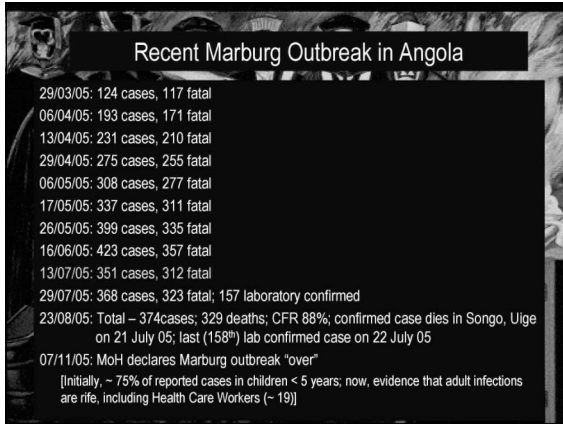 Recent Marburg Outbreak in Angola
29/03/05: 124 cases, 117 fatal
06/04/05: 193 cases, 171 fatal
13/04/05: 231 cases, 210 fatal
29/04/05: 275 cases, 255 fatal
06/05/05: 308 cases, 277 fatal
17/05/05: 337 cases, 311 fatal
26/05/05: 399 cases, 335 fatal
16/06/05: 423 cases, 357 fatal
13/07/05: 351 cases, 312 fatal
29/07/05: 368 cases, 323 fatal; 157 laboratory confirmed
23/08/05: Total – 374cases; 329 deaths; CFR 88%; confirmed case dies in Songo, Uige
on 21 July 05; last (158th) lab confirmed case on 22 July 05
07/11/05: MoH declares Marburg outbreak “over”
[Initially, ~ 75% of reported cases in children < 5 years; now, evidence that adult infections
are rife, including Health Care Workers (~ 19)]